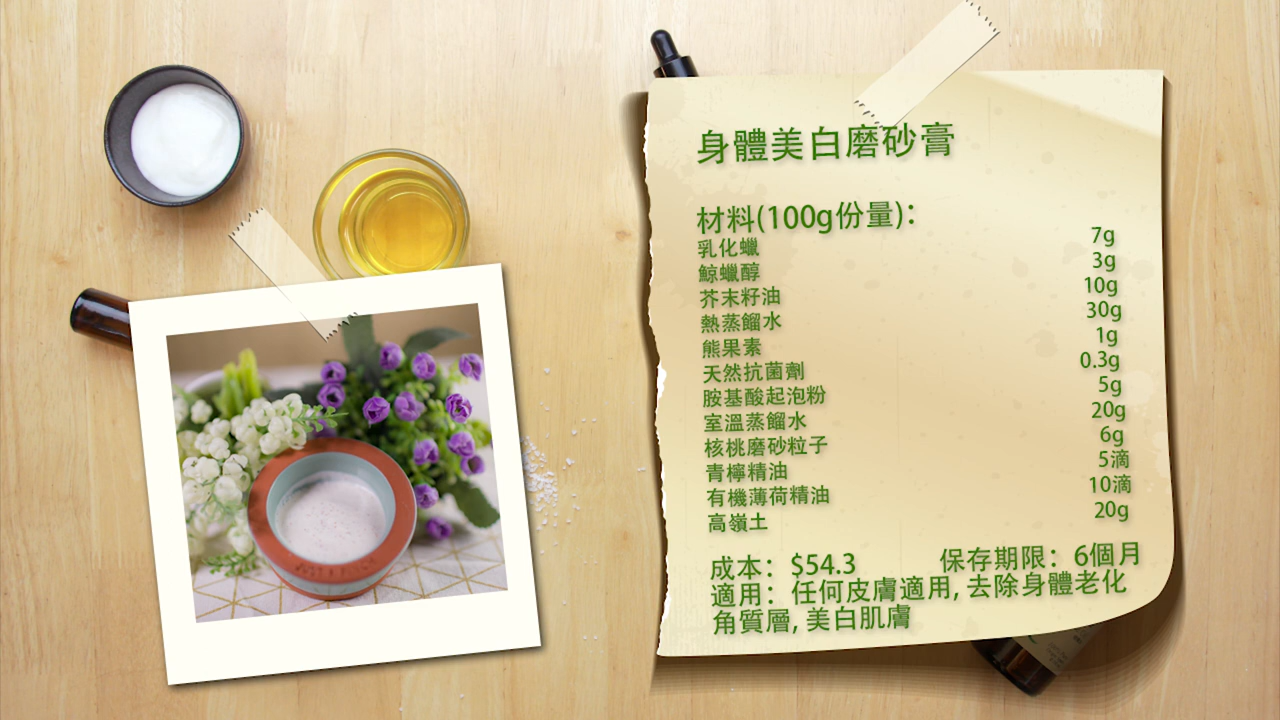 身體美白磨砂膏
材料(100g份量)：
乳化蠟 7g
鯨蠟醇 3g
芥末籽油 10g
熱蒸餾水 30g
熊果素 1g
天然抗菌劑 0.3g
胺基酸起泡粉 5g
室溫蒸餾水 20g
核桃磨砂粒子 6g
青檸精油 5滴
有機薄荷精油 10滴
高嶺土 20g
成本：$54.3 保存期限：6個月
適用：任何皮膚適用, 去除身體老化
角質層, 美白肌膚